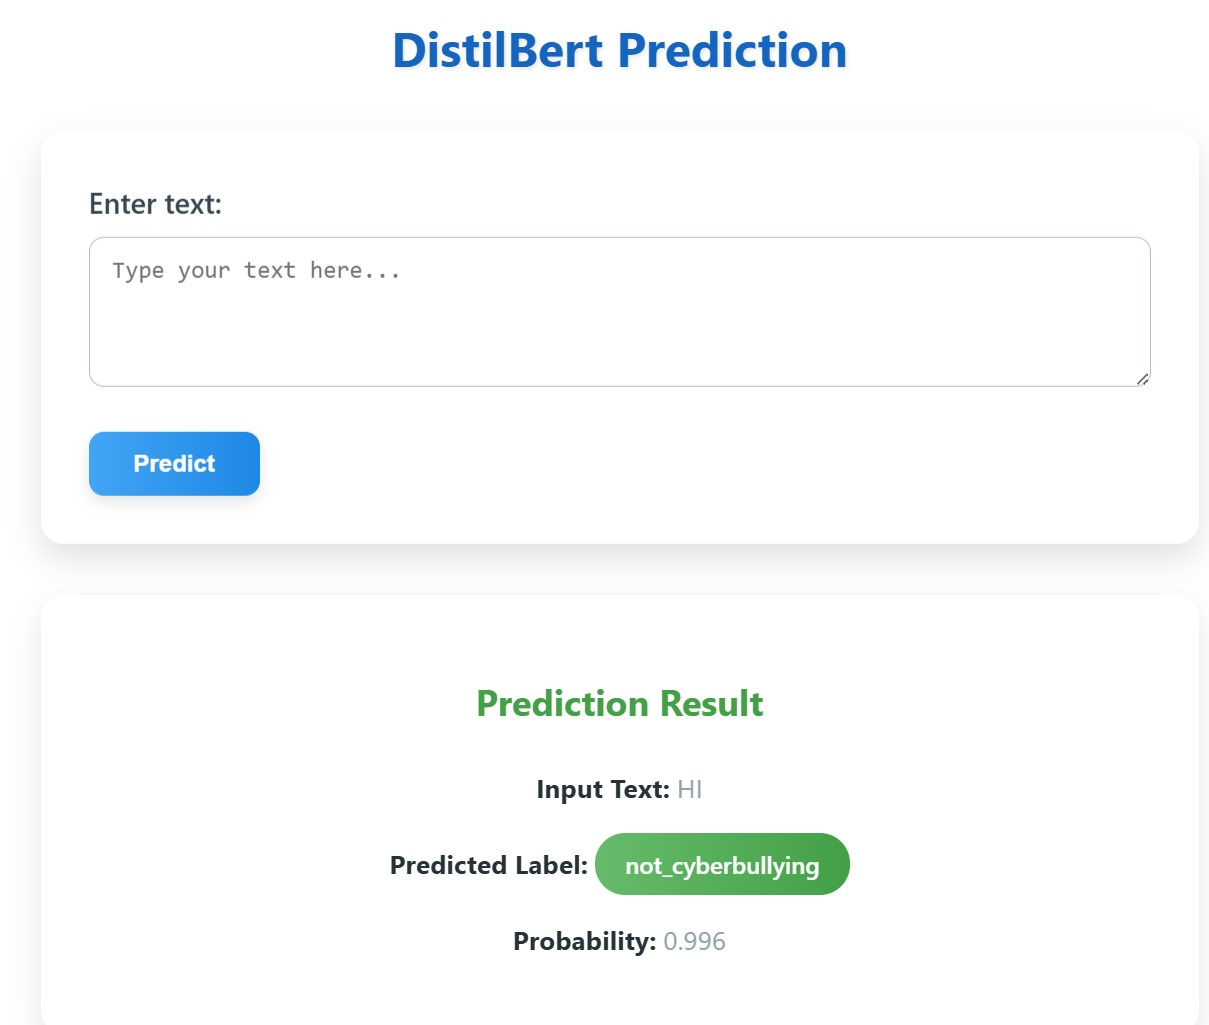 DistilBert Prediction
Enter text:
Type your text here...
Predict
Prediction Result
Input Text: HI
Predicted Label: not_cyberbullying
Probability: 0.996